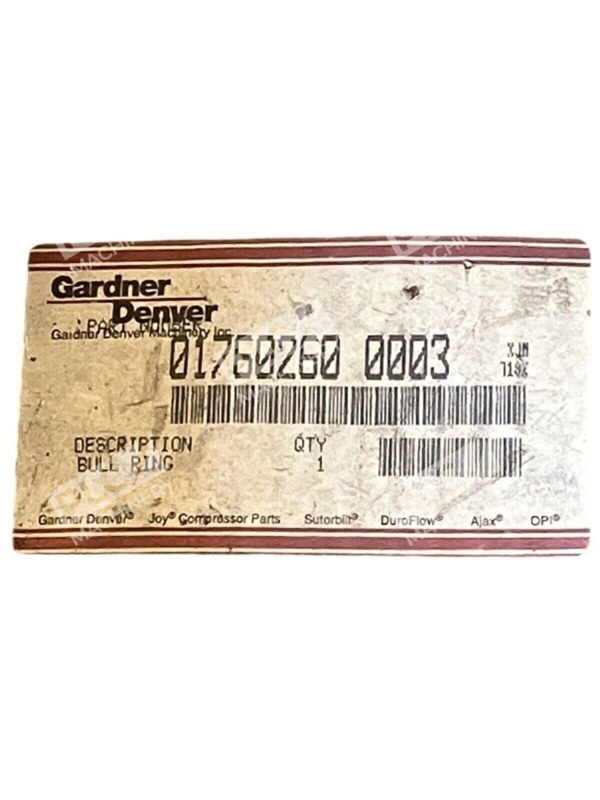 Gardner
Denver
PART NUMBER
Gardner Denver Machinery Inc.
01760260 0003
XJM
DESCRIPTION QTY
BULL RING 1
Gardner Denver® Joy® Compressor Parts Sutorbilt® DuroFlow® Ajax® OPI®